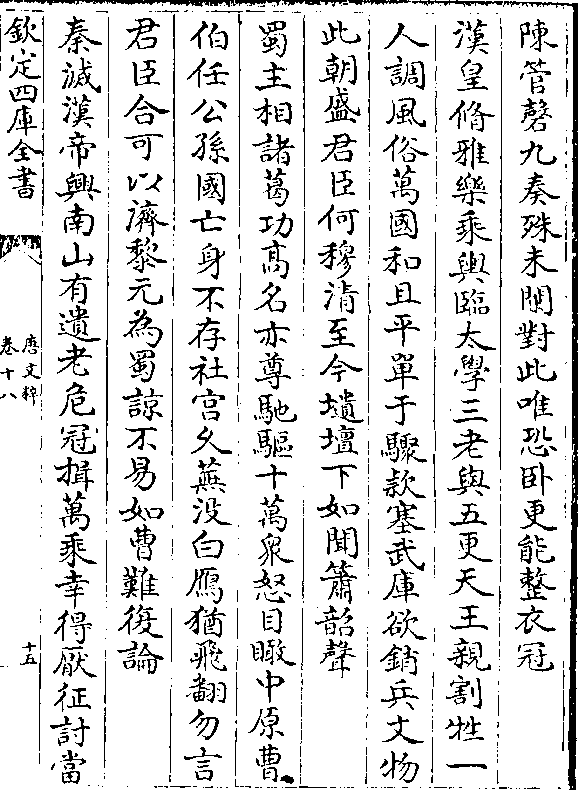 陳管磬九奏殊未闌對此唯恐卧更能整衣冠
漢皇脩雅樂乘輿臨太學三老與五更天王親割牲一
人調風俗萬國和且平單于驟款塞武庫欲銷兵文物
此朝盛君臣何穆清至今墤壇下如聞簫韶聲
蜀主相諸葛功髙名亦尊馳驅十萬衆怒目瞰中原曹
伯任公孫國亡身不存社宫久蕪没白鴈猶飛翻勿言
君臣合可以濟黎元為蜀諒不易如曹難復論
秦滅漢帝興南山有遺老危冠揖萬乘幸得厭征討當
欽定四庫全書
唐文粹
卷十八
十五